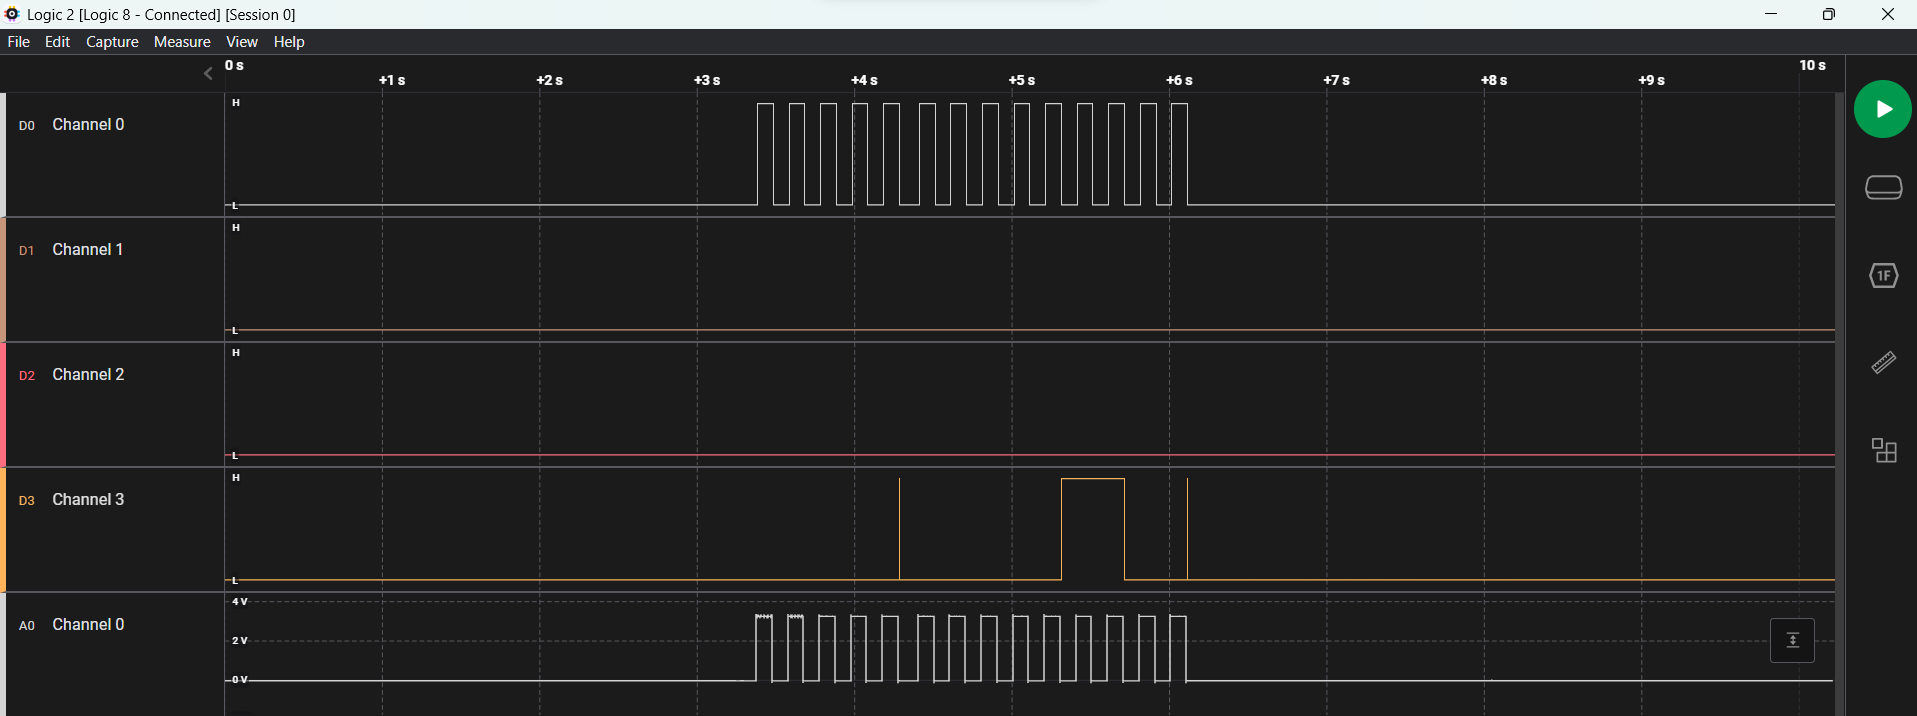 Logic 2 [Logic 8 - Connected] [Session 0]
File Edit Capture Measure View Help
0 s 10 s
+1 s +2 s +3 s +4 s +5 s +6 s +7 s +8 s +9 s
H
D0 Channel 0
L
H
D1 Channel 1
L
H
D2 Channel 2
L
H
D3 Channel 3
L
4 V
A0 Channel 0
2 V
0 V
1F